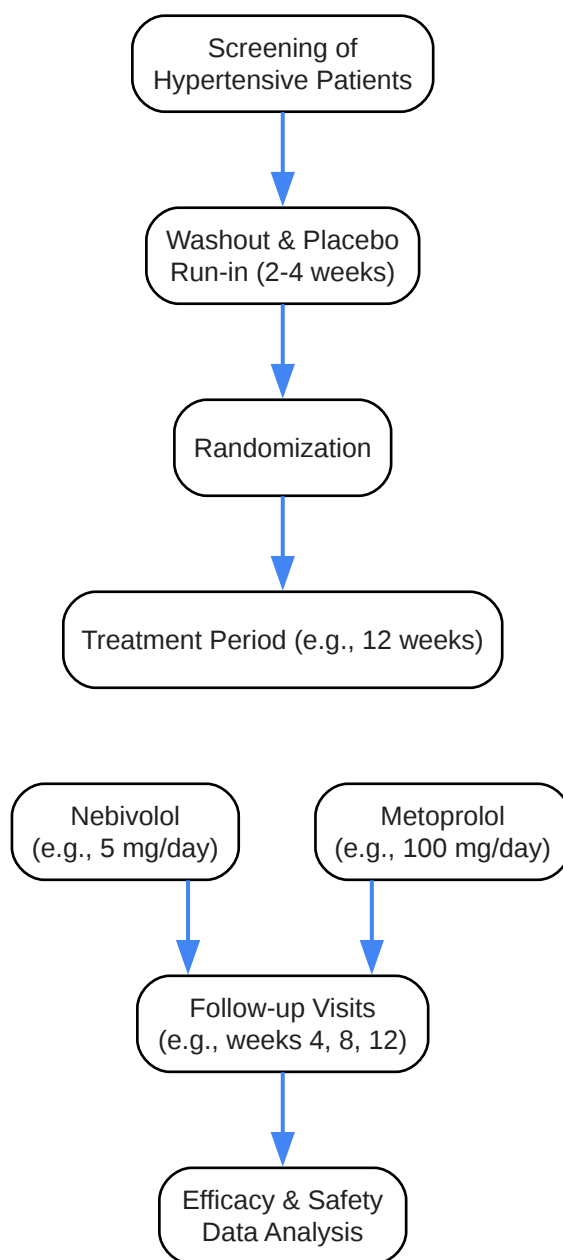 Screening of
Hypertensive Patients
Washout & Placebo
Run-in (2-4 weeks)
Randomization
Treatment Period (e.g., 12 weeks)
Nebivolol
(e.g., 5 mg/day)
Metoprolol
(e.g., 100 mg/day)
Follow-up Visits
(e.g., weeks 4, 8, 12)
Efficacy & Safety
Data Analysis